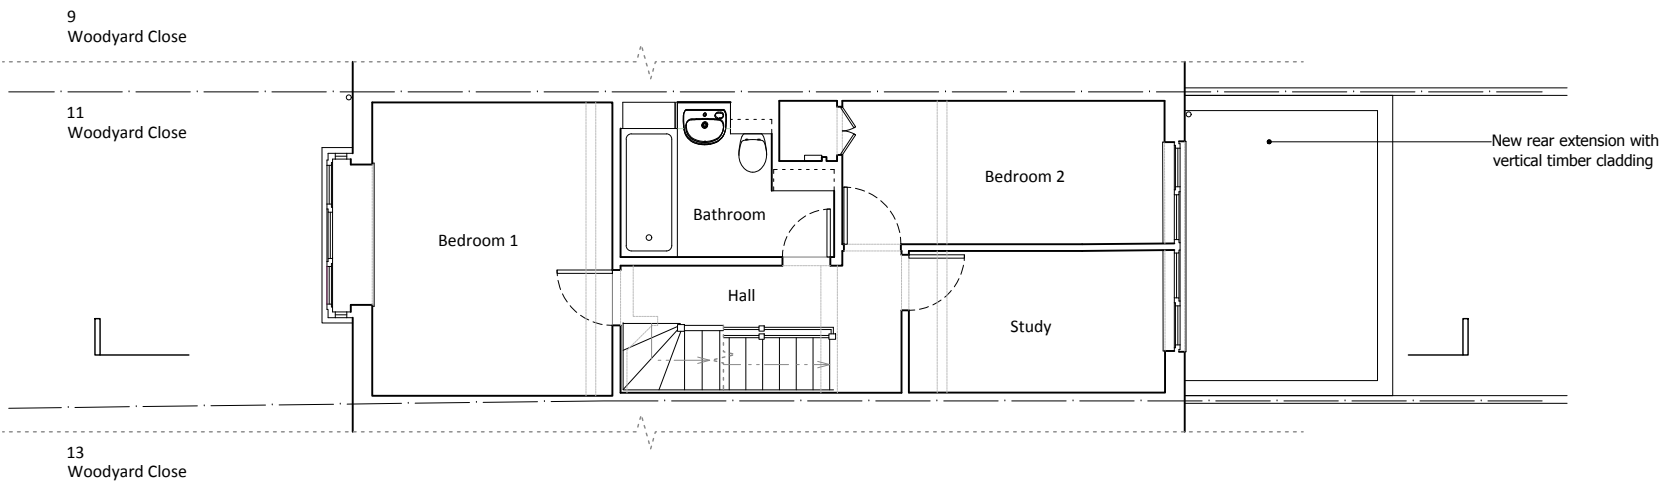 9
Woodyard Close
11
Woodyard Close
New rear extension with
vertical timber cladding
Bedroom 2
Bathroom
Bedroom 1
Hall
Study
13
Woodyard Close